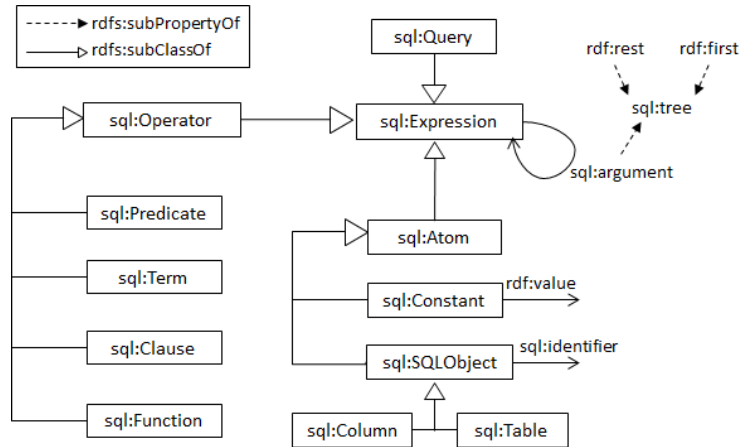 rdfs:subPropertyOf
rdfs:subClassOf
sql:Query
rdf:rest
rdf:first
sql:Operator
sql:Expression
sql:tree
sql:argument
sql:Predicate
sql:Atom
sql:Term
rdf:value
sql:Constant
sql:Clause
sql:identifier
sql:SQLObject
sql:Function
sql:Column
sql:Table